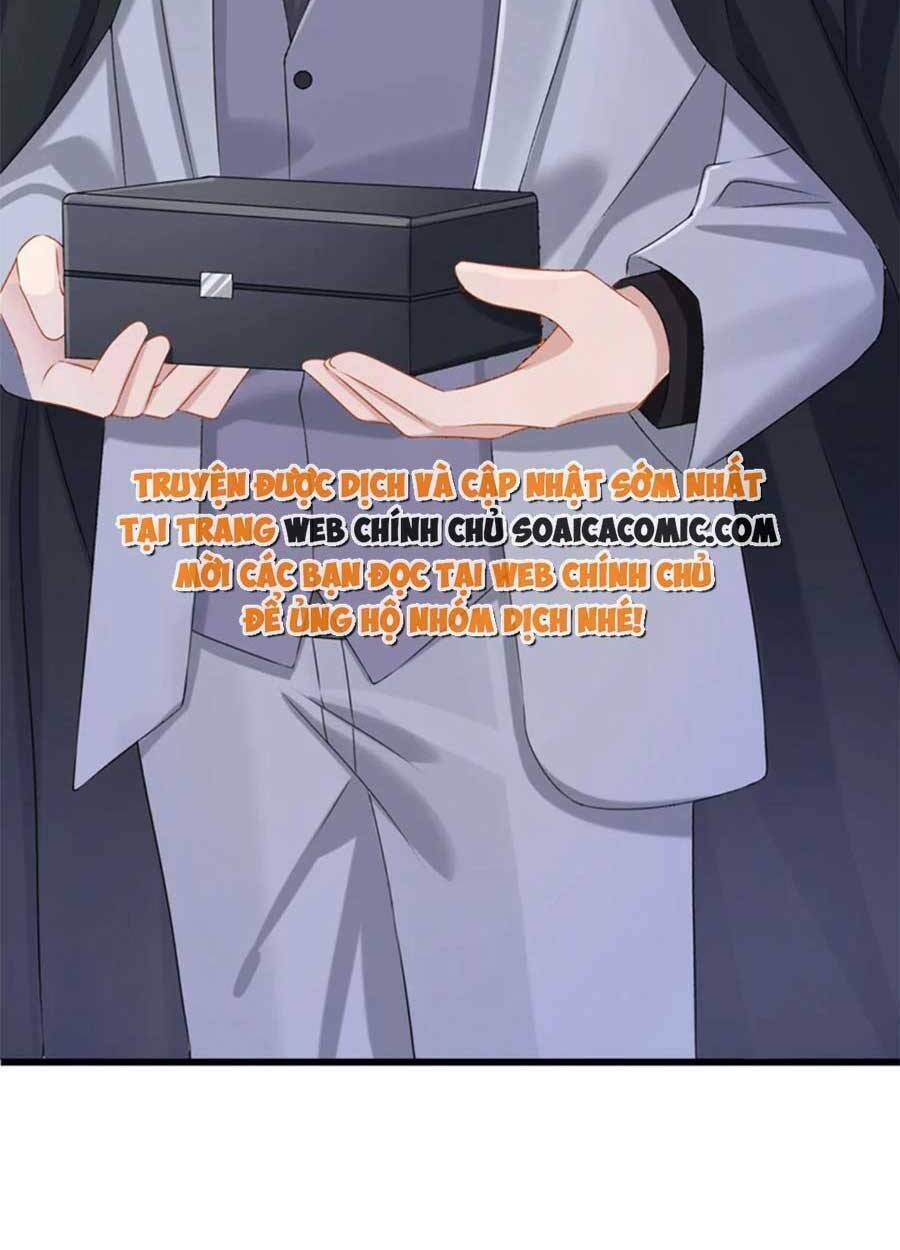 TRUYỆN ĐƯỢC DỊCH VÀ CẬP NHẬT SỚM NHẤT
TẠI TRANG WEB CHÍNH CHỦ SOAICACOMIC.COM
MỜI CÁC BẠN ĐỌC TẠI WEB CHÍNH CHỦ
ĐỂ ỦNG HỘ NHÓM DỊCH NHÉ!